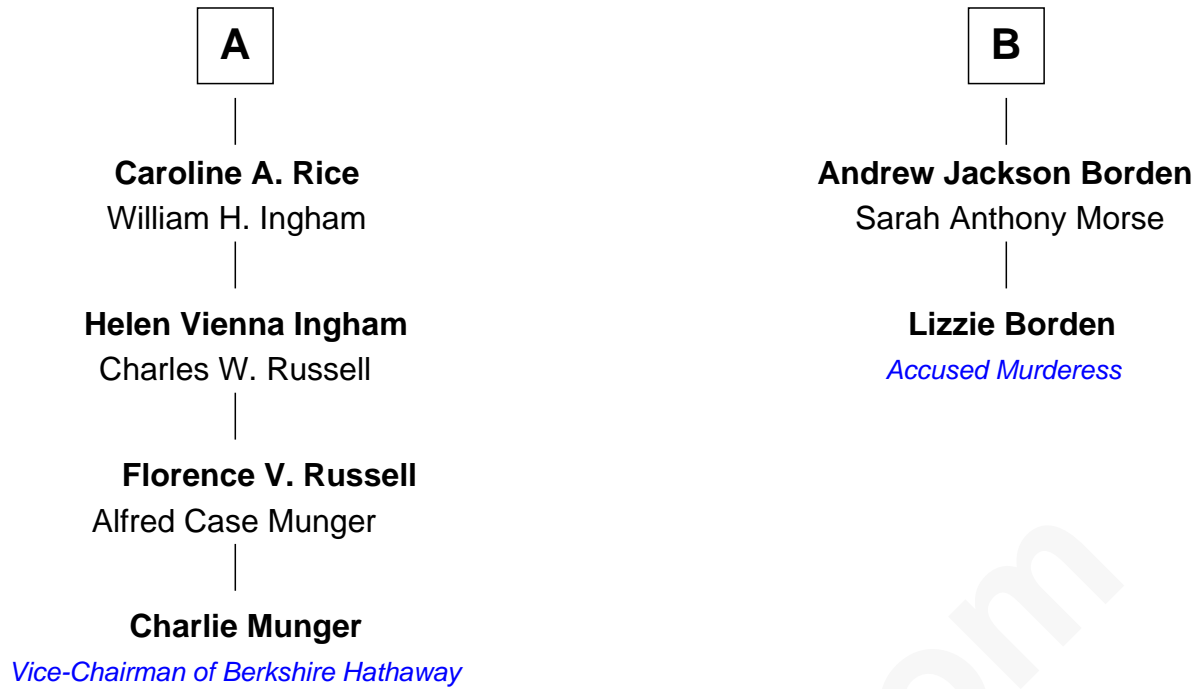 A
Caroline A. Rice
William H. Ingham
Helen Vienna Ingham
Charles W. Russell
Florence V. Russell
Alfred Case Munger
Charlie Munger
Vice-Chairman of Berkshire Hathaway
B
Andrew Jackson Borden
Sarah Anthony Morse
Lizzie Borden
Accused Murderess
om